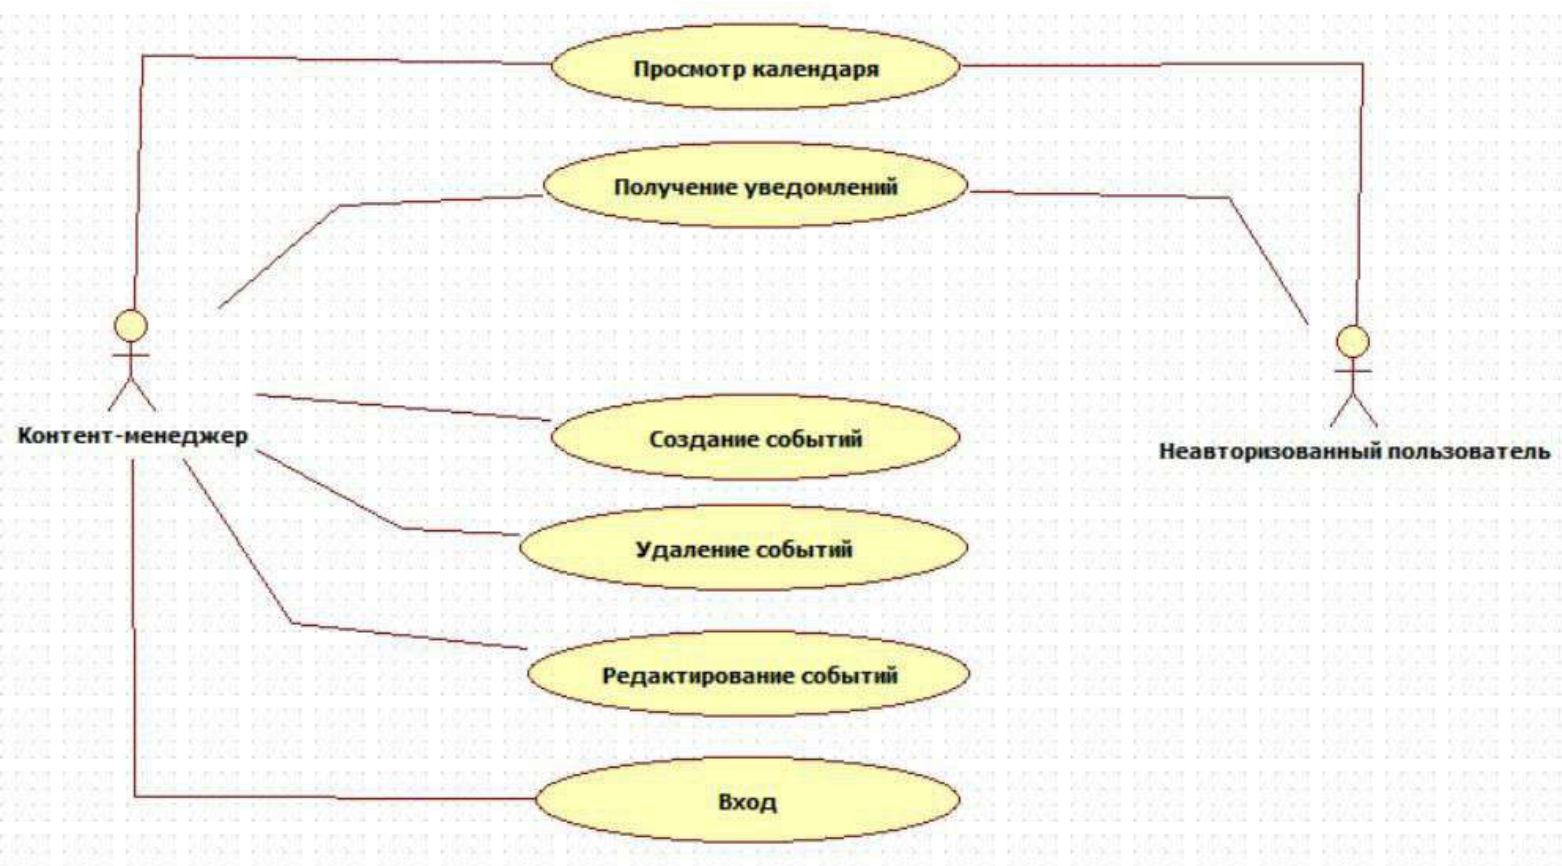 Просмотр календаря
Получение уведомлений
Контент-менеджер
Создание событий
Неавторизованный пользователь
Удаление событий
Редактирование событий
Вход